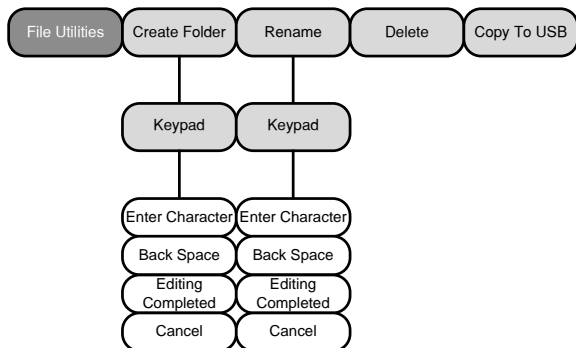 File Utilities
Create Folder
Rename
Delete
Copy To USB
Keypad
Keypad
Enter Character
Enter Character
Back Space
Back Space
Editing
Completed
Editing
Completed
Cancel
Cancel